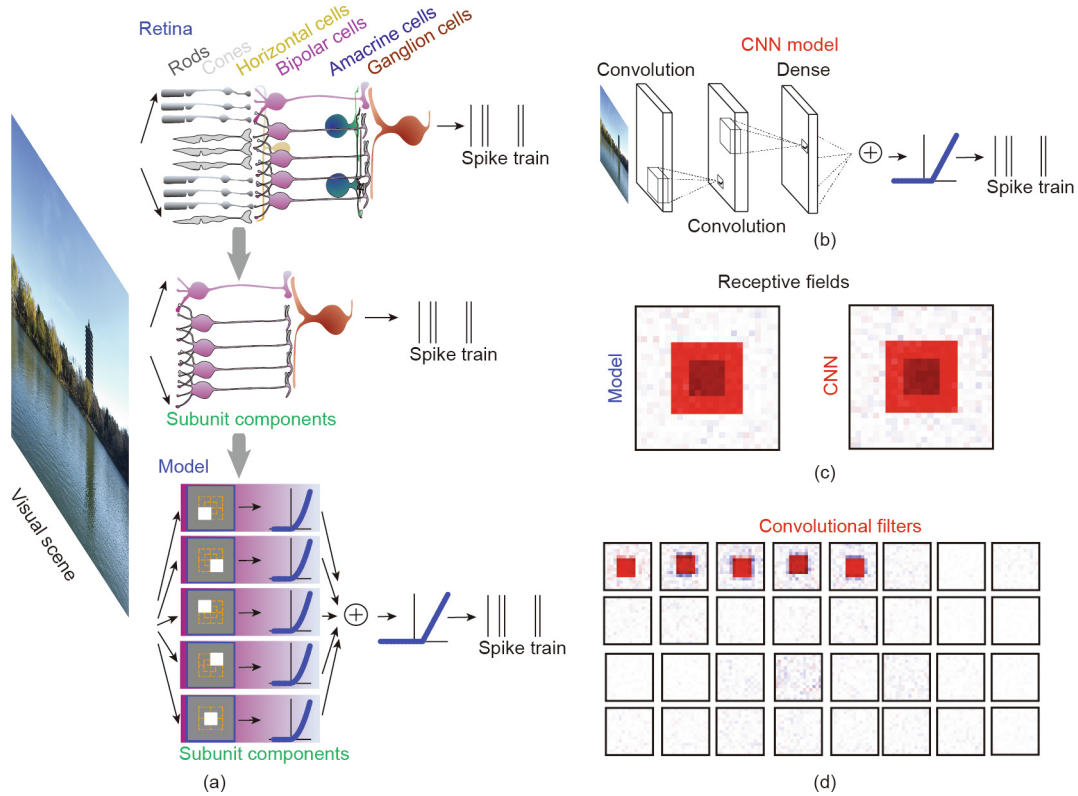 Retina
Rods
Cones
Horizontal cells
Bipolar cells
Amacrine cells
Ganglion cells
Spike train
Spike train
Subunit components
Model
Visual scene
Spike train
Subunit components
(a)
CNN model
Convolution
Dense
Convolution
Spike train
(b)
Receptive fields
Model
CNN
(c)
Convolutional filters
(d)